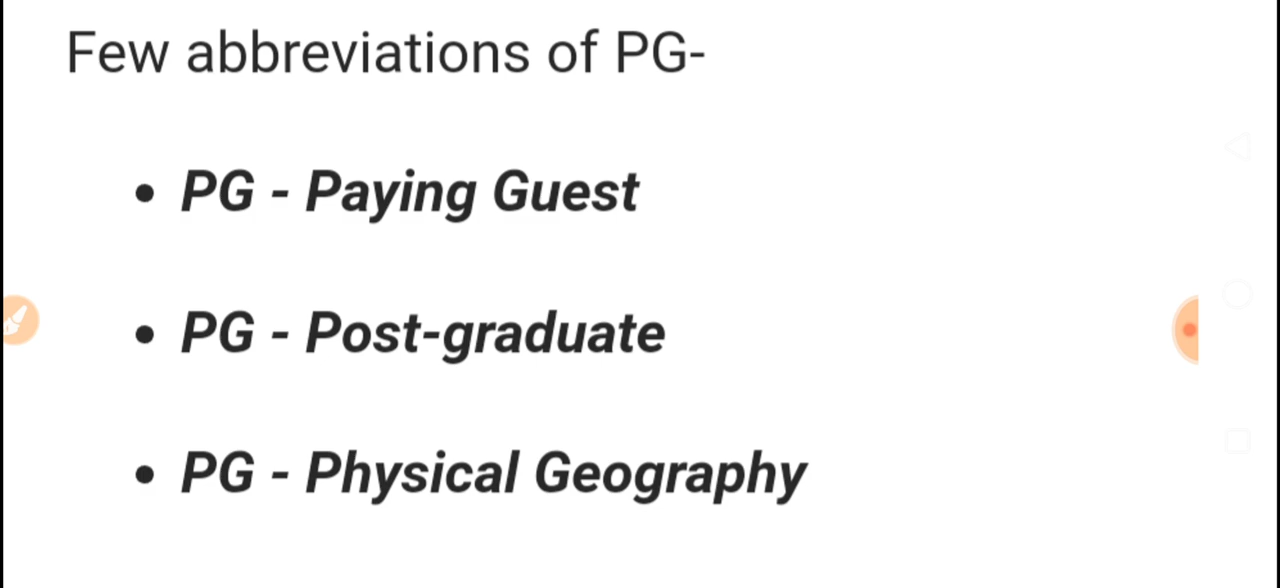 Few abbreviations of PG-
• PG - Paying Guest
• PG - Post-graduate
• PG - Physical Geography